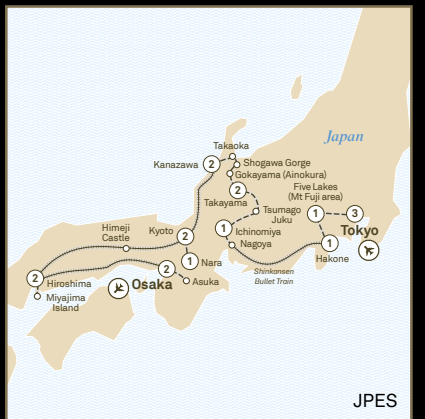 Japan
Takaoka
Kanazawa
2
Shogawa Gorge
Gokayama (Ainokura)
Five Lakes
(Mt Fuji area)
2
Takayama
1
3
Tsumago
Juku
Himeji
Castle
Kyoto
2
1
Ichinomiya
Nagoya
Tokyo
1
Hakone
1
Nara
2
Shinkansen
Bullet Train
2
Hiroshima
Miyajima
Island
Osaka
Asuka
JPES